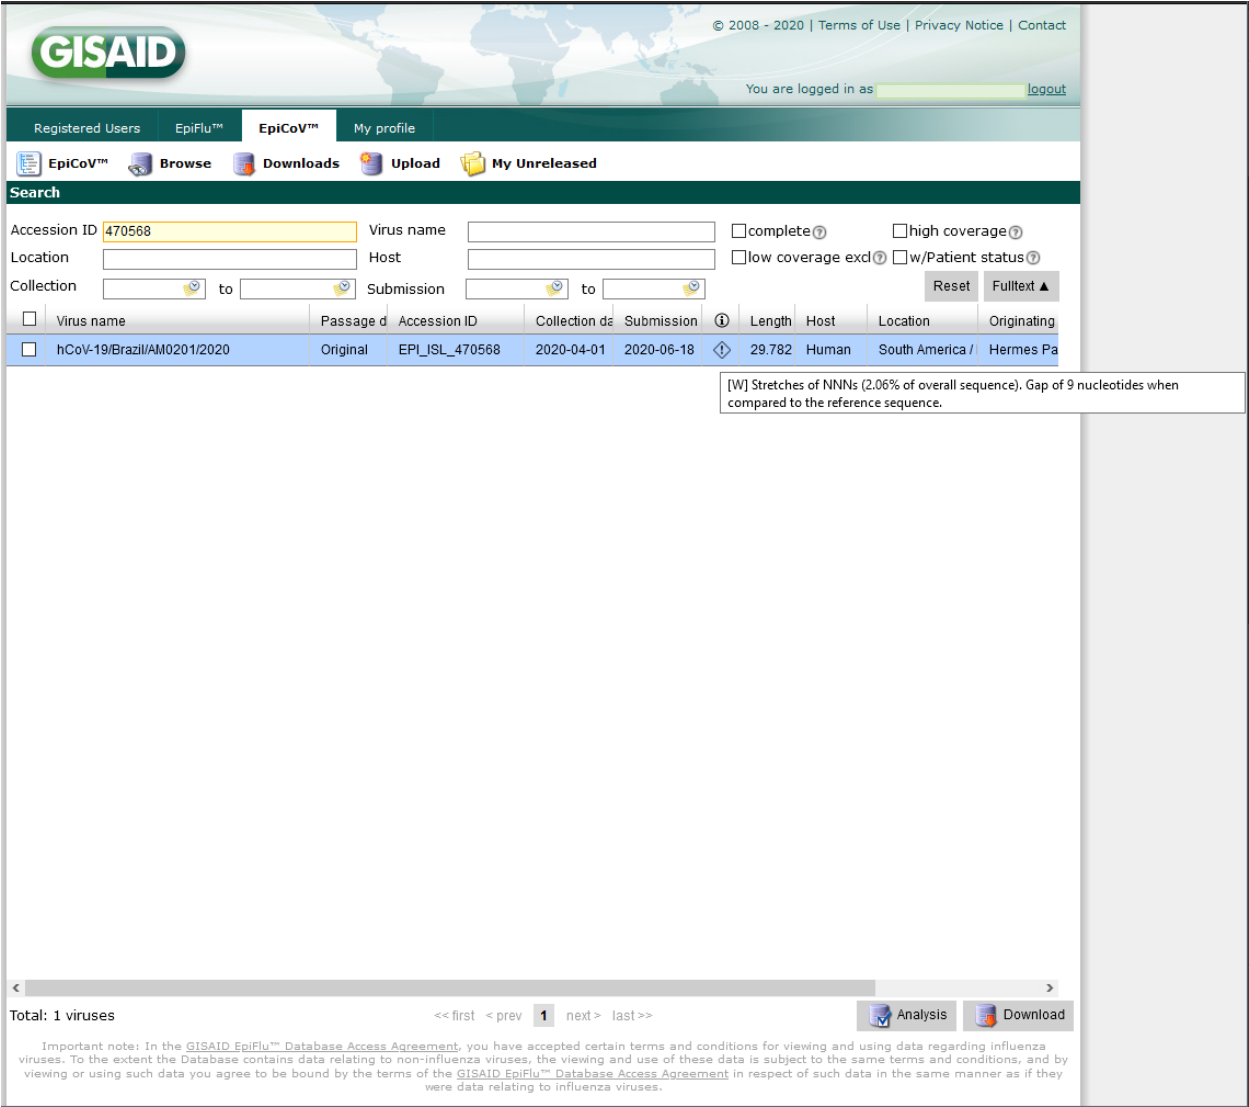 GISAID
© 2008 - 2020 | Terms of Use | Privacy Notice | Contact
You are logged in as logout
Registered Users EpiFlu™ EpiCoV™ My profile
EpiCoV™ Browse Downloads Upload My Unreleased
Search
Accession ID 470568 Virus name complete high coverage
Location Host low coverage excl w/Patient status
Collection to Submission to Reset Fulltext ▲
Virus name Passage d Accession ID Collection da Submission Length Host Location Originating
hCoV-19/Brazil/AM0201/2020 Original EPI_ISL_470568 2020-04-01 2020-06-18 29.782 Human South America / Hermes Pa
[W] Stretches of NNNs (2.06% of overall sequence). Gap of 9 nucleotides when
compared to the reference sequence.
Total: 1 viruses << first < prev 1 next > last >> Analysis Download
Important note: In the GISAID EpiFlu™ Database Access Agreement, you have accepted certain terms and conditions for viewing and using data regarding influenza
viruses. To the extent the Database contains data relating to non-influenza viruses, the viewing and use of these data is subject to the same terms and conditions, and by
viewing or using such data you agree to be bound by the terms of the GISAID EpiFlu™ Database Access Agreement in respect of such data in the same manner as if they
were data relating to influenza viruses.